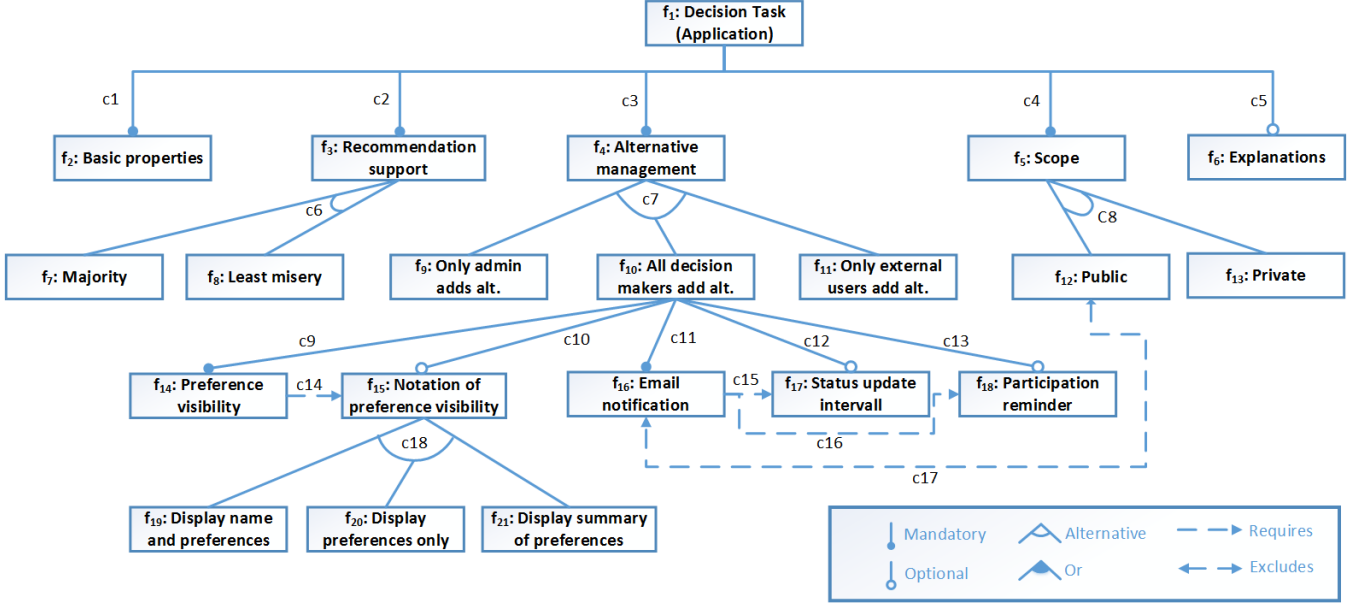 f1: Decision Task
(Application)
c1
c2
c3
c4
c5
f2: Basic properties
f3: Recommendation
support
f4: Alternative
management
f5: Scope
f6: Explanations
c6
c7
C8
f7: Majority
f8: Least misery
f9: Only admin
adds alt.
f10: All decision
makers add alt.
f11: Only external
users add alt.
f12: Public
f13: Private
c9
c10
c11
c12
c13
f14: Preference
visibility
c14
f15: Notation of
preference visibility
f16: Email
notification
c15
f17: Status update
intervall
f18: Participation
reminder
c16
c17
c18
f19: Display name
and preferences
f20: Display
preferences only
f21: Display summary
of preferences
Mandatory
Alternative
Requires
Optional
Or
Excludes